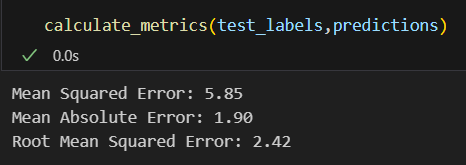 calculate_metrics(test_labels,predictions)
✓ 0.0s
Mean Squared Error: 5.85
Mean Absolute Error: 1.90
Root Mean Squared Error: 2.42